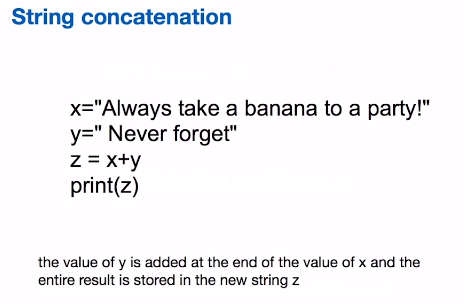 String concatenation
x="Always take a banana to a party!"
y=" Never forget"
z = x+y
print(z)
the value of y is added at the end of the value of x and the
entire result is stored in the new string z